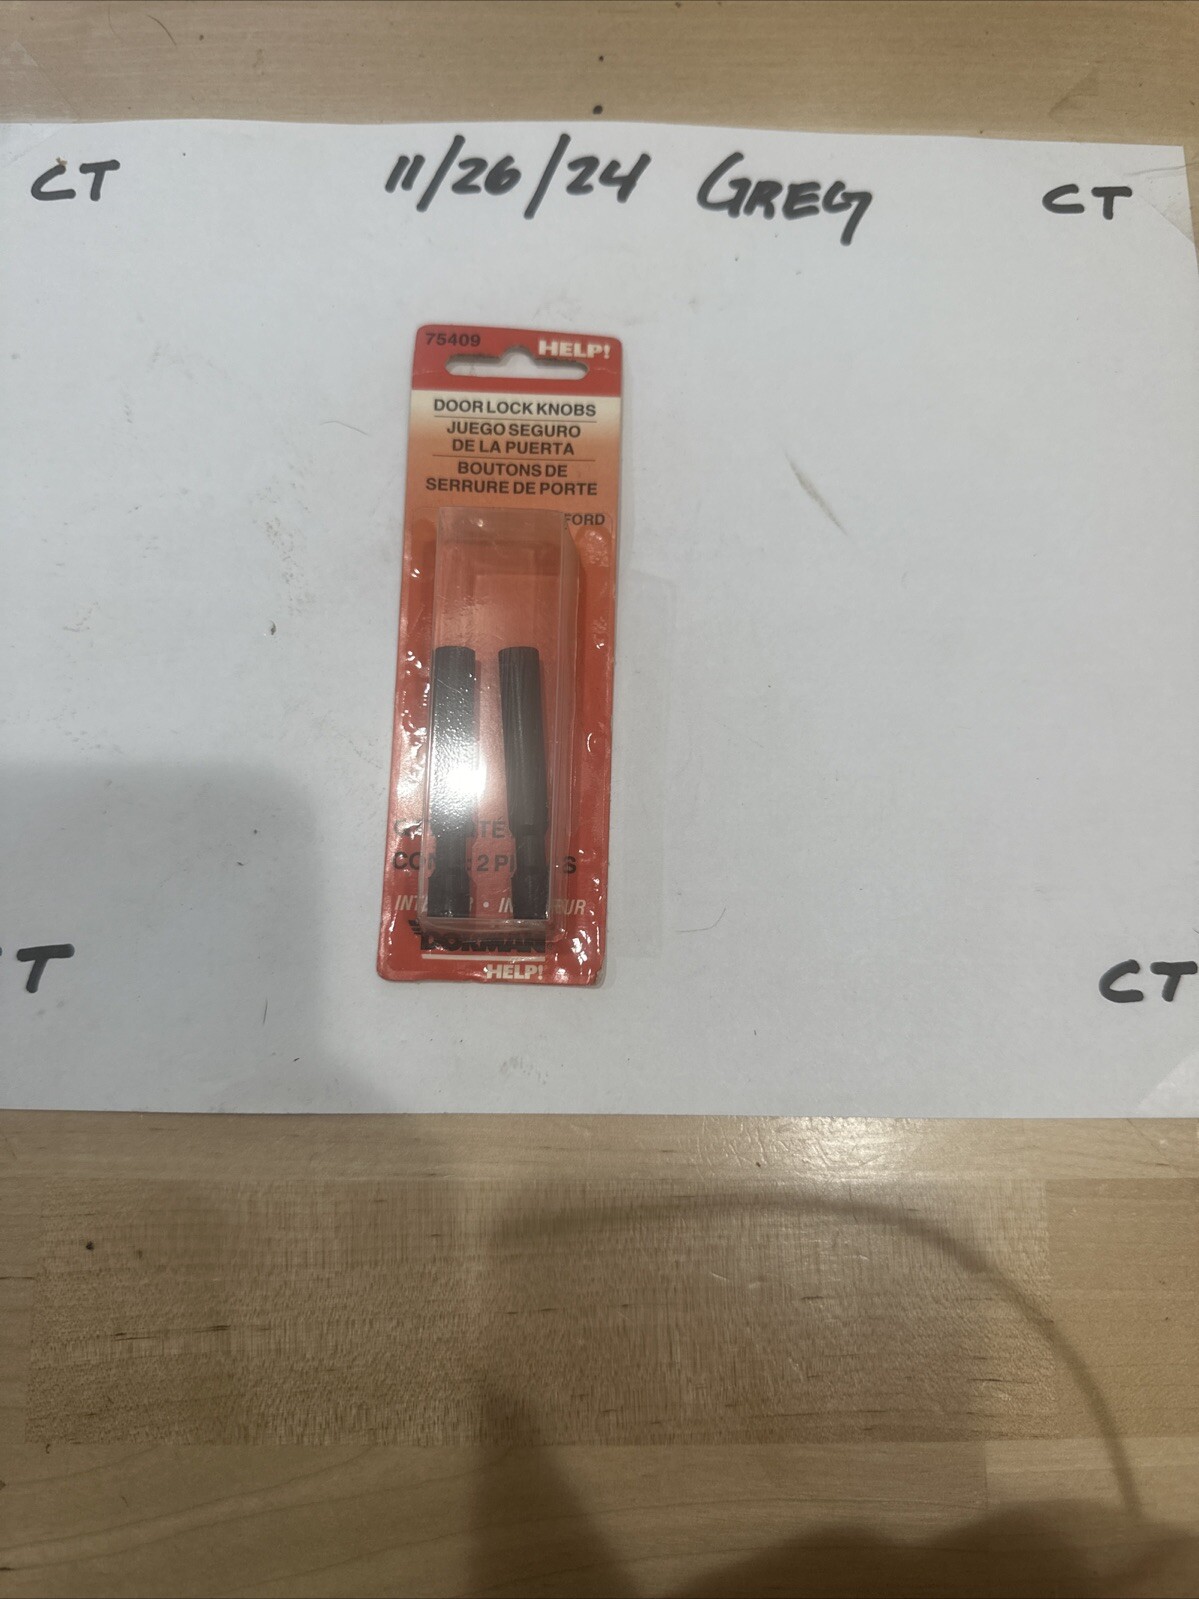 CT 11/26/24 GREG CT
75409 HELP!
DOOR LOCK KNOBS
JUEGO SEGURO
DE LA PUERTA
BOUTONS DE
SERRURE DE PORTE
FORD
2
DORMAN
HELP!
CT